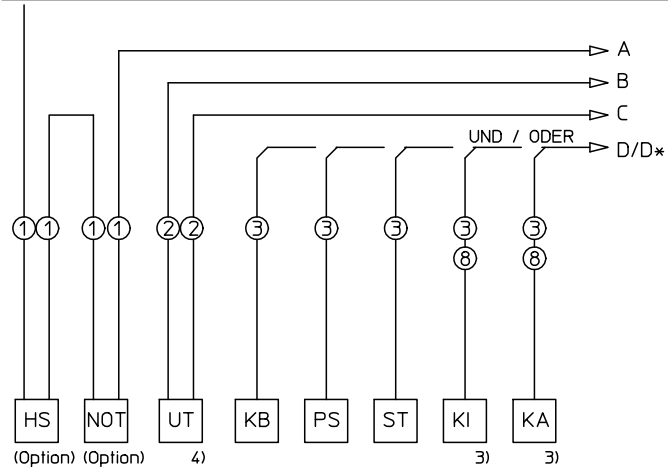 A
B
C
UND / ODER
D/D*
1 1 1 1 2 2 3 3 3 3 3
8 8
HS NOT UT KB PS ST KI KA
(Option) (Option) 4) 3) 3)